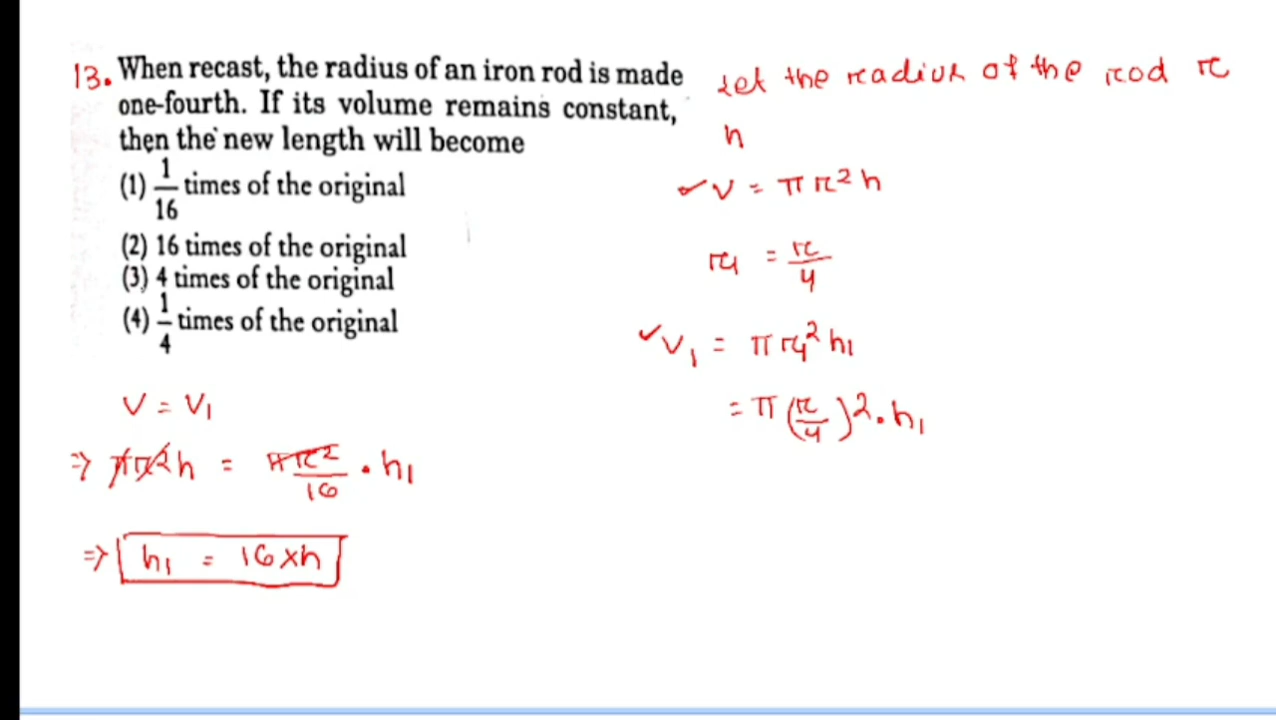 13. When recast, the radius of an iron rod is made
one-fourth. If its volume remains constant,
then the new length will become
(1) 1/16 times of the original
(2) 16 times of the original
(3) 4 times of the original
(4) 1/4 times of the original
Let the radius of the rod r
h
✓ V = πr²h
r₁ = r/4
✓ V₁ = πr₁²h₁
= π(r/4)².h₁
V = V₁
⇒ πr²h = πr²/16 . h₁
⇒ h₁ = 16×h